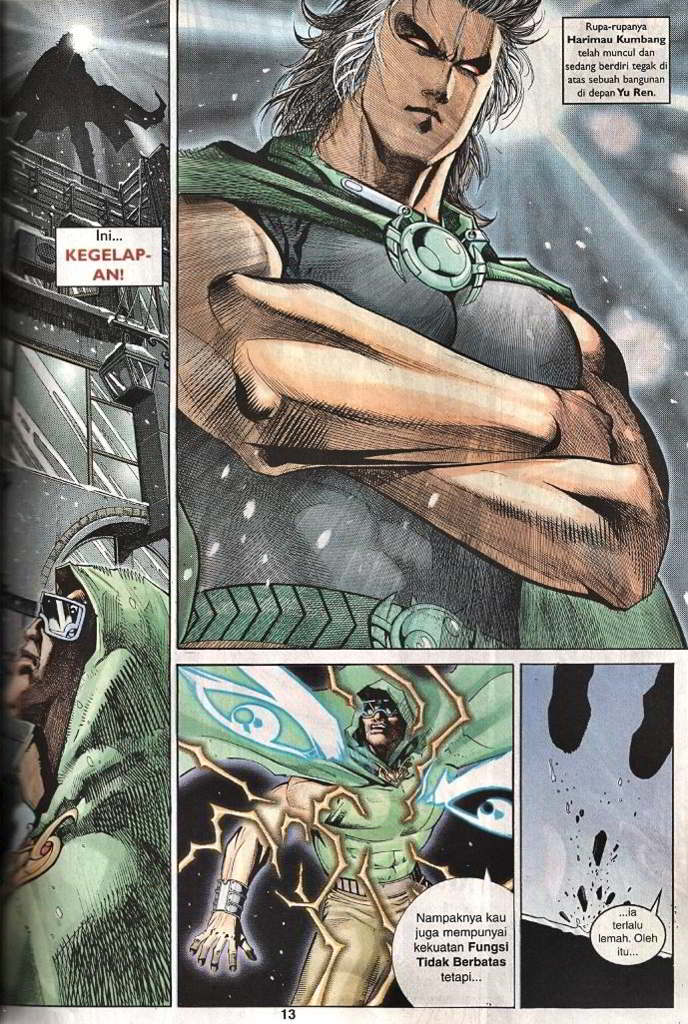 Ini...
KEGELAP-
AN!
Rupa-rupanya
Harimau Kumbang
telah muncul dan
sedang berdiri tegak di
atas sebuah bangunan
di depan Yu Ren.
Nampaknya kau
juga mempunyai
kekuatan Fungsi
Tidak Berbatas
tetapi...
...ia
terlalu
lemah. Oleh
itu...
13